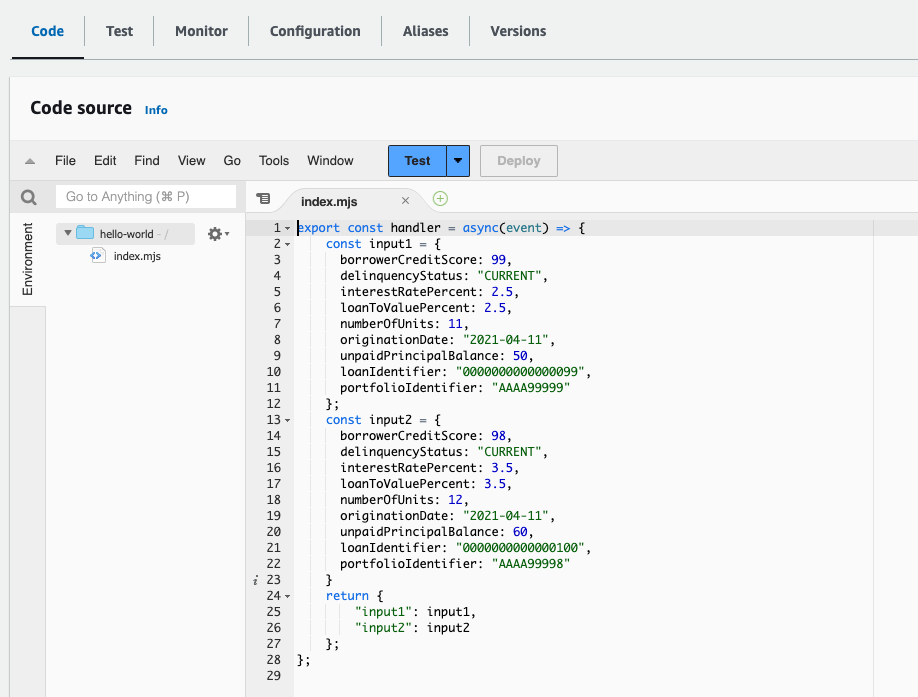 Code Test Monitor Configuration Aliases Versions
Code source Info
File Edit Find View Go Tools Window Test Deploy
Go to Anything (⌘ P)
index.mjs
Environment
hello-world - /
index.mjs
1 export const handler = async(event) => {
2     const input1 = {
3       borrowerCreditScore: 99,
4       delinquencyStatus: "CURRENT",
5       interestRatePercent: 2.5,
6       loanToValuePercent: 2.5,
7       numberOfUnits: 11,
8       originationDate: "2021-04-11",
9       unpaidPrincipalBalance: 50,
10       loanIdentifier: "0000000000000099",
11       portfolioIdentifier: "AAAA99999"
12     };
13     const input2 = {
14       borrowerCreditScore: 98,
15       delinquencyStatus: "CURRENT",
16       interestRatePercent: 3.5,
17       loanToValuePercent: 3.5,
18       numberOfUnits: 12,
19       originationDate: "2021-04-11",
20       unpaidPrincipalBalance: 60,
21       loanIdentifier: "0000000000000100",
22       portfolioIdentifier: "AAAA99998"
i 23     }
24     return {
25         "input1": input1,
26         "input2": input2
27     };
28 };
29